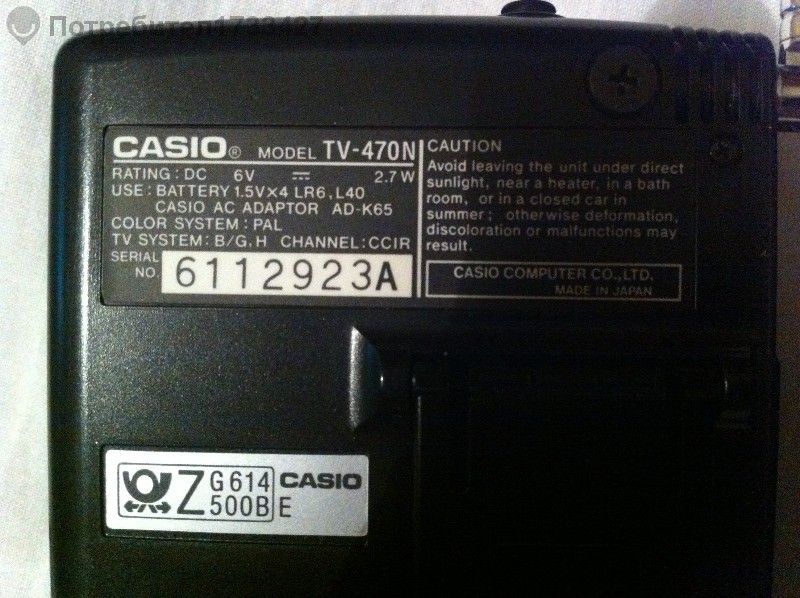 Потребител1723427
CASIO® MODEL TV-470N
RATING: DC 6V ⎓ 2.7W
USE: BATTERY 1.5V×4 LR6, L40
CASIO AC ADAPTOR AD-K65
COLOR SYSTEM: PAL
TV SYSTEM: B/G.H CHANNEL: CCIR
SERIAL
NO. 6112923A
CAUTION
Avoid leaving the unit under direct
sunlight, near a heater, in a bath
room, or in a closed car in
summer; otherwise deformation,
discoloration or malfunctions may
result.
CASIO COMPUTER CO., LTD.
MADE IN JAPAN
Z G614 CASIO
500B E